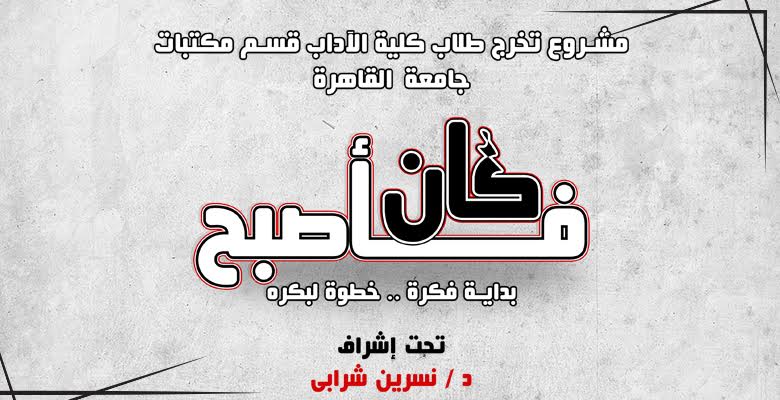 مشروع تخرج طلاب كلية الآداب قسم مكتبات
جامعة القاهرة
كان
فأصبح
بداية فكرة .. خطوة لبكره
تحت إشراف
د / نسرين شرابى